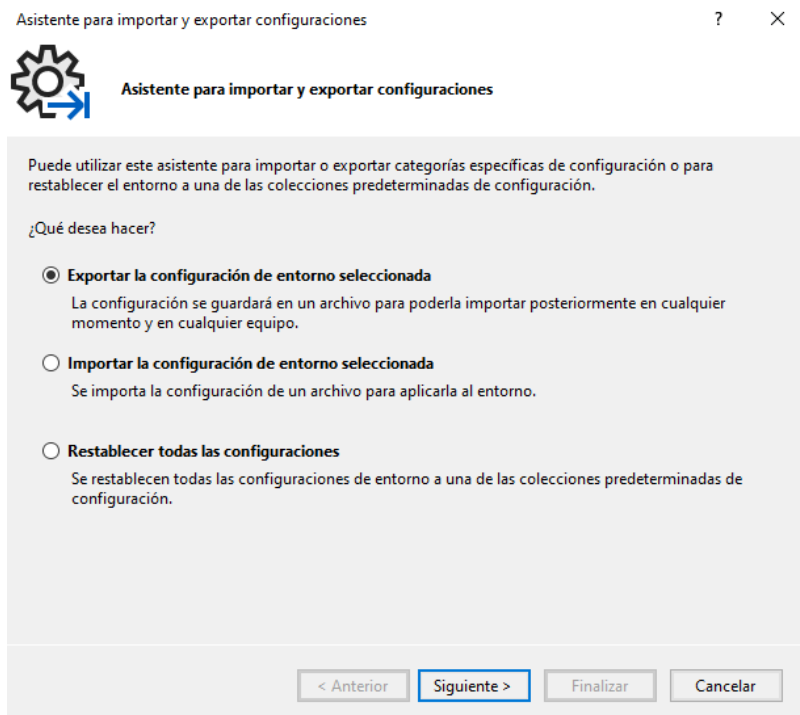 Asistente para importar y exportar configuraciones
?
Asistente para importar y exportar configuraciones
Puede utilizar este asistente para importar o exportar categorías específicas de configuración o para
restablecer el entorno a una de las colecciones predeterminadas de configuración.
¿Qué desea hacer?
Exportar la configuración de entorno seleccionada
La configuración se guardará en un archivo para poderla importar posteriormente en cualquier
momento y en cualquier equipo.
Importar la configuración de entorno seleccionada
Se importa la configuración de un archivo para aplicarla al entorno.
Restablecer todas las configuraciones
Se restablecen todas las configuraciones de entorno a una de las colecciones predeterminadas de
configuración.
< Anterior
Siguiente >
Finalizar
Cancelar